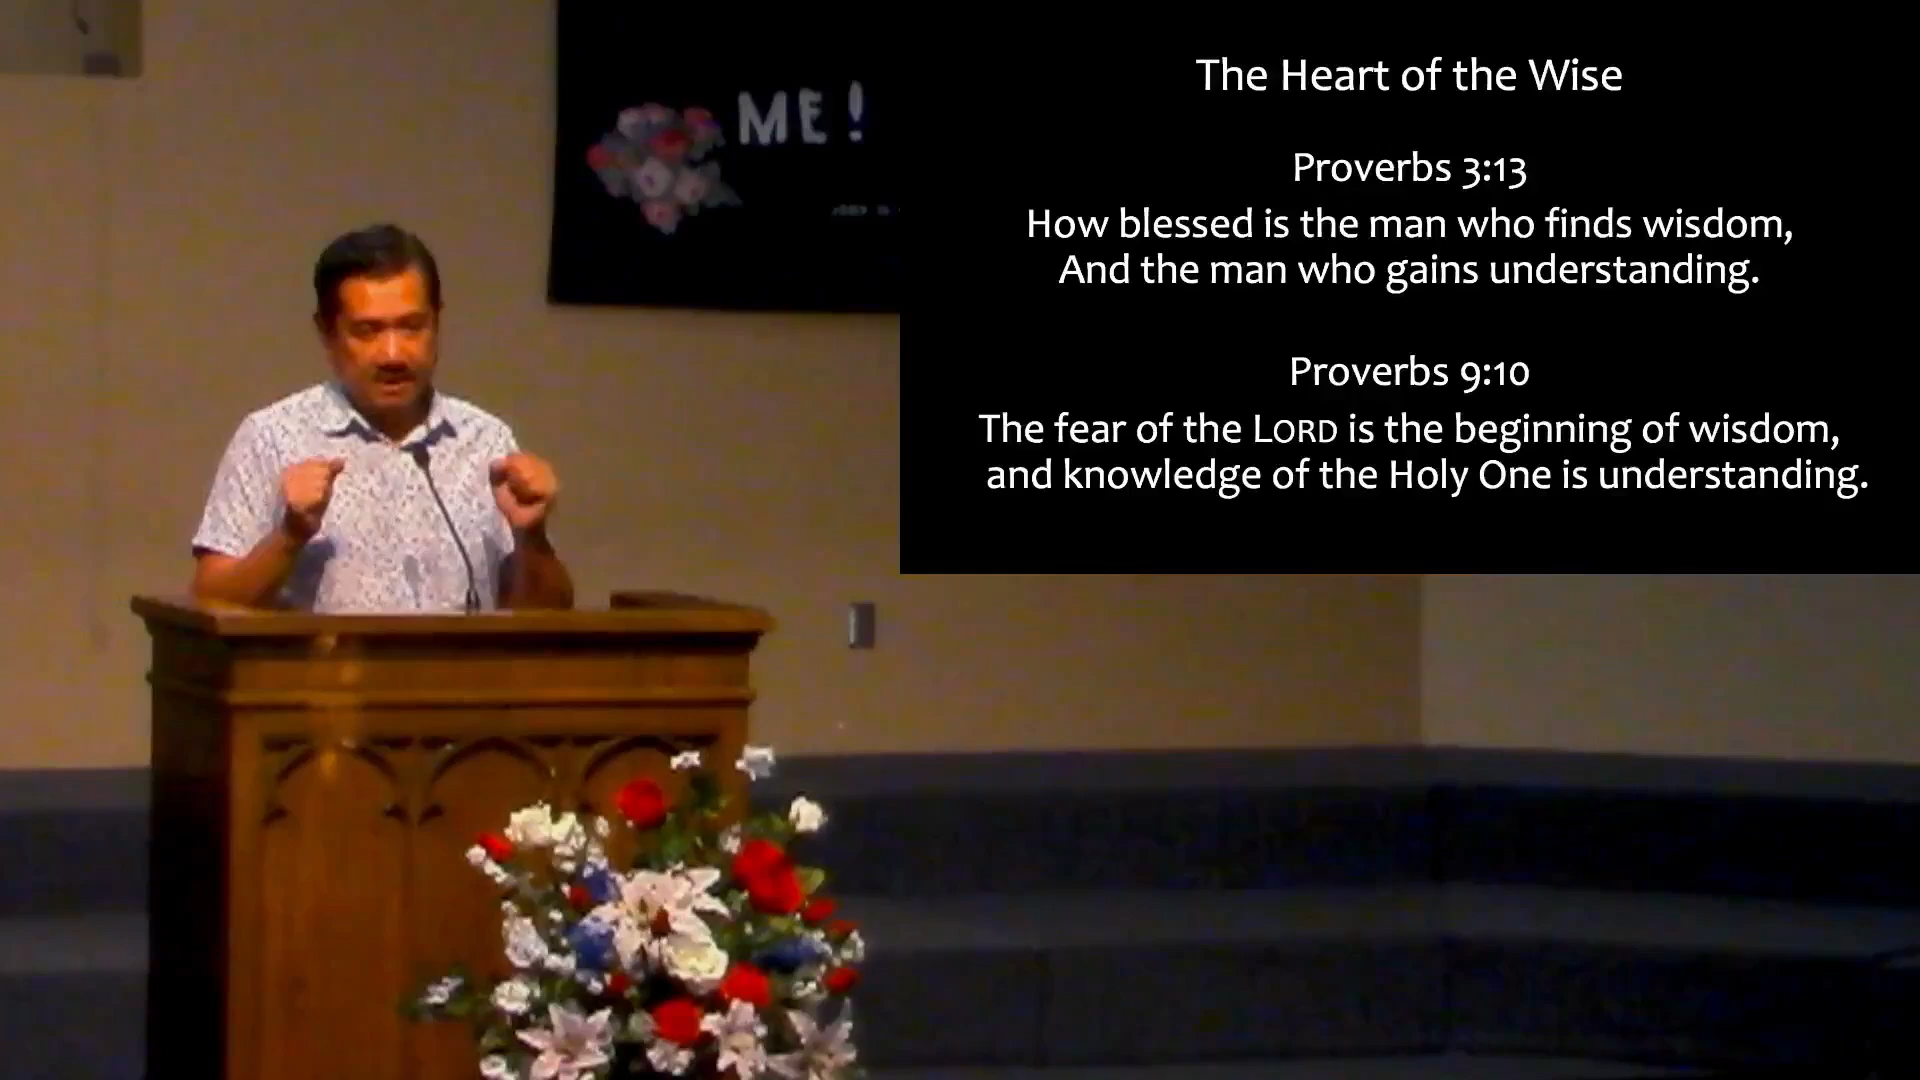 ME!
The Heart of the Wise
Proverbs 3:13
How blessed is the man who finds wisdom,
And the man who gains understanding.
Proverbs 9:10
The fear of the LORD is the beginning of wisdom,
and knowledge of the Holy One is understanding.